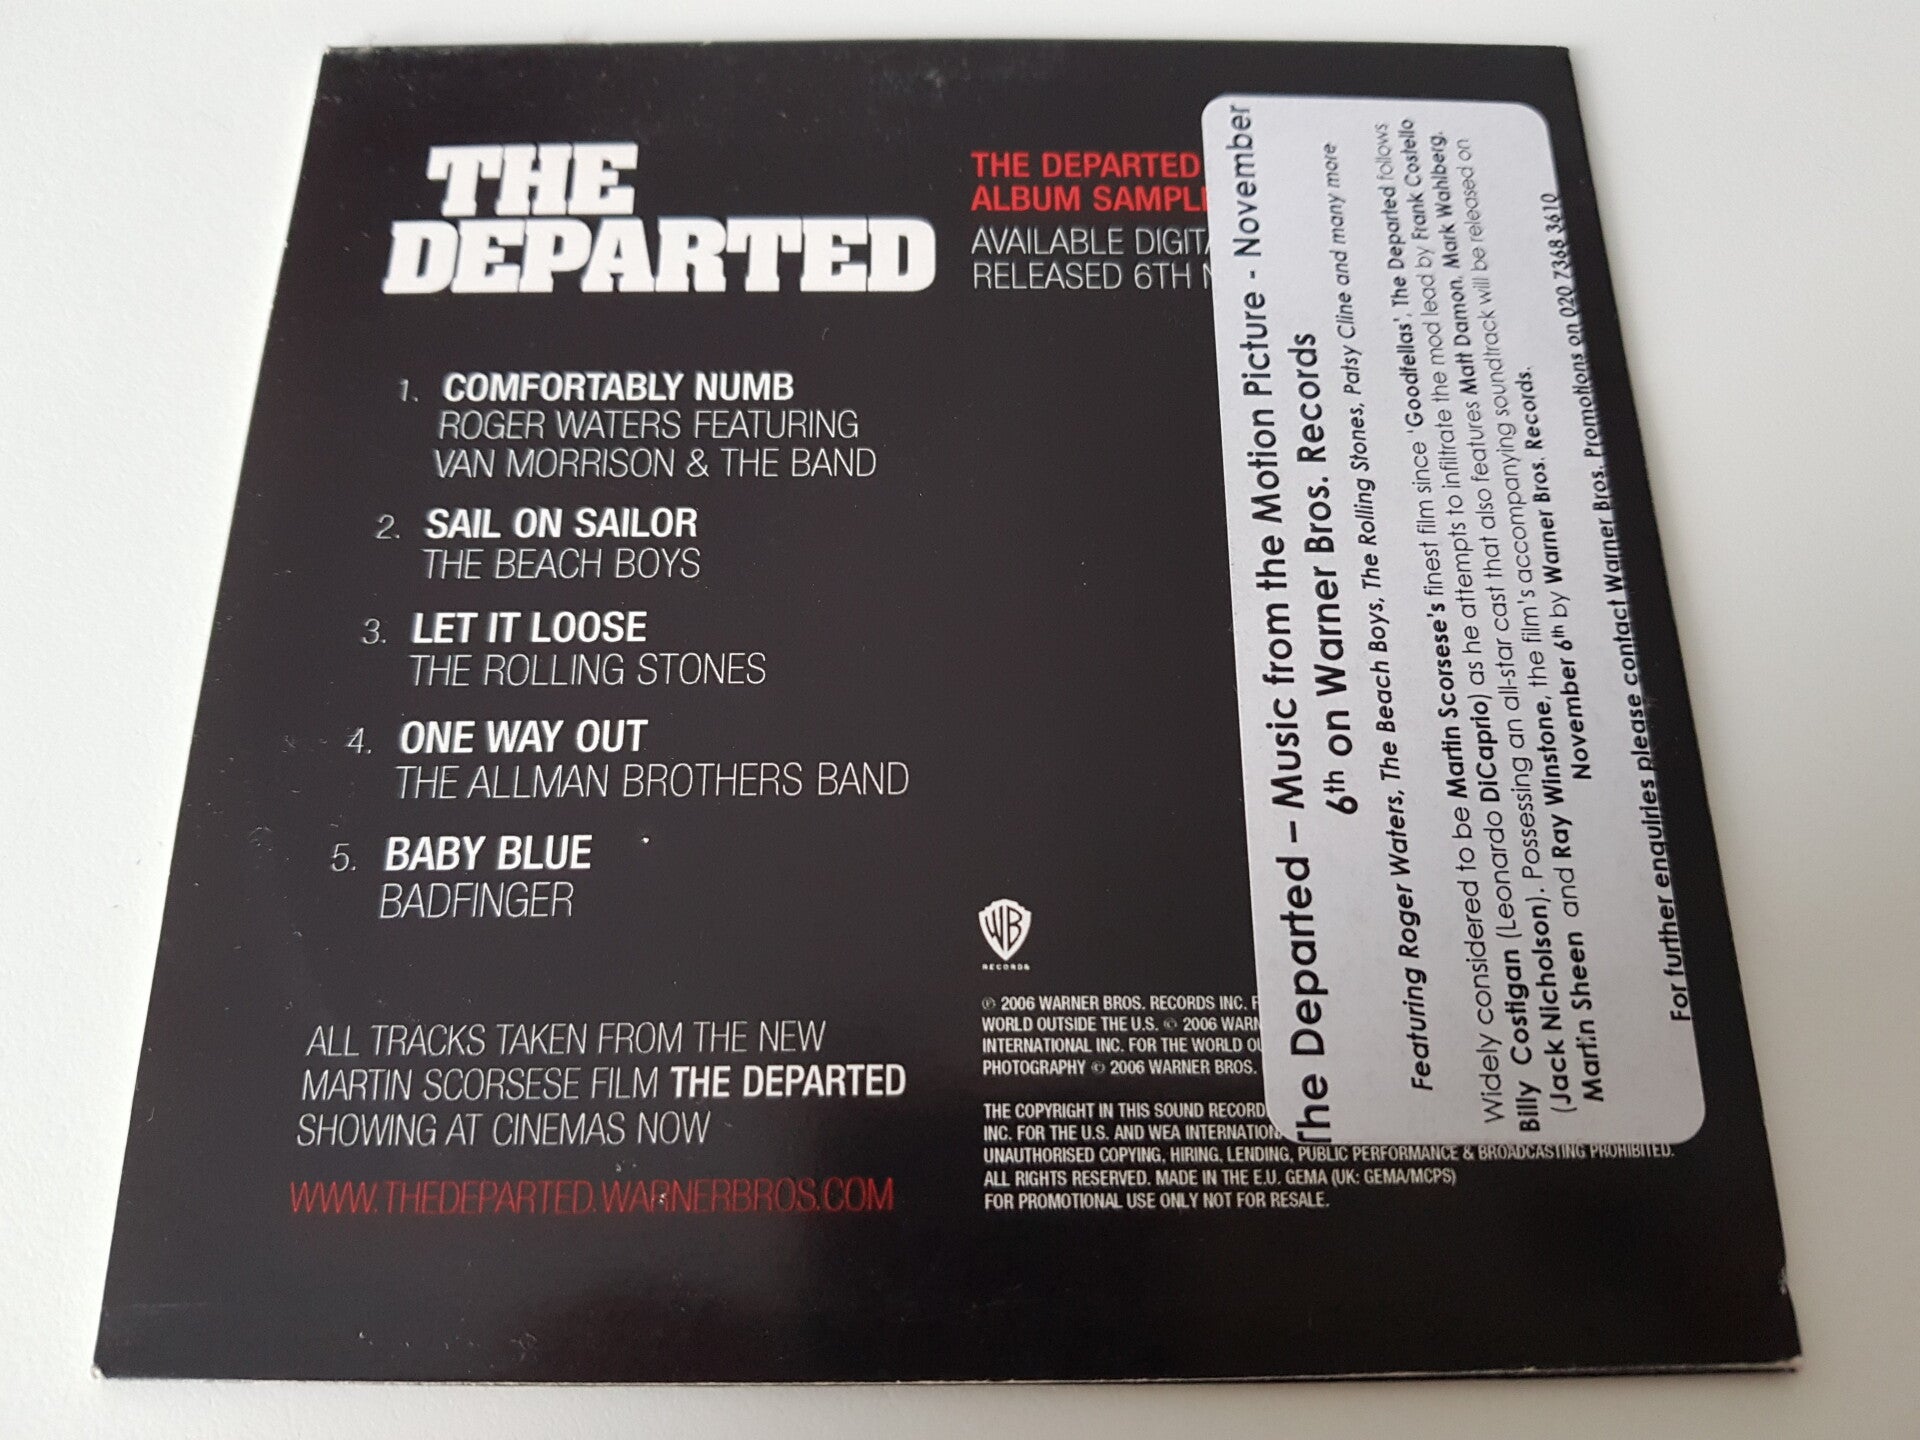 THE
DEPARTED
1. COMFORTABLY NUMB
ROGER WATERS FEATURING
VAN MORRISON & THE BAND
2. SAIL ON SAILOR
THE BEACH BOYS
3. LET IT LOOSE
THE ROLLING STONES
4. ONE WAY OUT
THE ALLMAN BROTHERS BAND
5. BABY BLUE
BADFINGER
ALL TRACKS TAKEN FROM THE NEW
MARTIN SCORSESE FILM THE DEPARTED
SHOWING AT CINEMAS NOW
WWW.THEDEPARTED.WARNERBROS.COM
THE DEPARTED
ALBUM SAMPL
AVAILABLE DIGITA
RELEASED 6TH N
WB
RECORDS
℗ 2006 WARNER BROS. RECORDS INC. F
WORLD OUTSIDE THE U.S. © 2006 WARN
INTERNATIONAL INC. FOR THE WORLD OU
PHOTOGRAPHY © 2006 WARNER BROS.
THE COPYRIGHT IN THIS SOUND RECORD
INC. FOR THE U.S. AND WEA INTERNATION
UNAUTHORISED COPYING, HIRING, LENDING, PUBLIC PERFORMANCE & BROADCASTING PROHIBITED.
ALL RIGHTS RESERVED. MADE IN THE E.U. GEMA (UK: GEMA/MCPS)
FOR PROMOTIONAL USE ONLY NOT FOR RESALE.
The Departed – Music from the Motion Picture - November
6th on Warner Bros. Records
Featuring Roger Waters, The Beach Boys, The Rolling Stones, Patsy Cline and many more
Widely considered to be Martin Scorsese's finest film since 'Goodfellas', The Departed follows
Billy Costigan (Leonardo DiCaprio) as he attempts to infiltrate the mod lead by Frank Costello
(Jack Nicholson). Possessing an all-star cast that also features Matt Damon, Mark Wahlberg,
Martin Sheen and Ray Winstone, the film's accompanying soundtrack will be released on
November 6th by Warner Bros. Records.
For further enquiries please contact Warner Bros. Promotions on 020 7368 3610